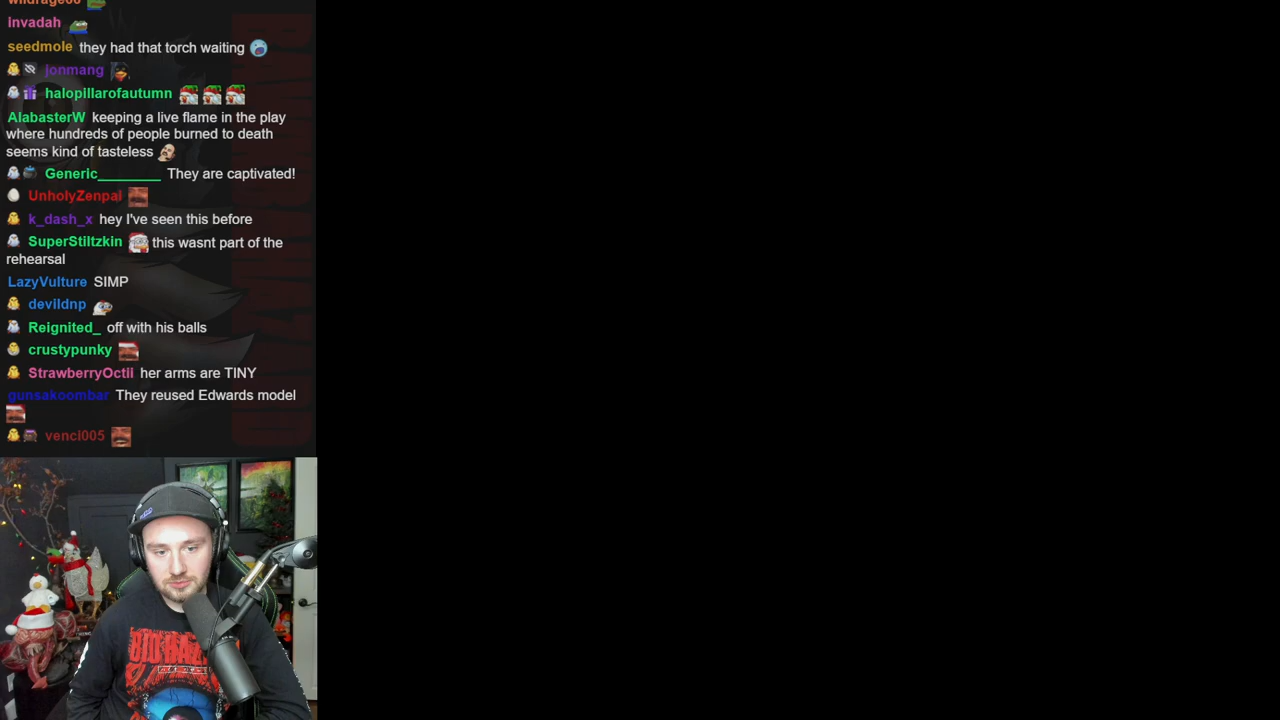 wildrage66
invadah
seedmole they had that torch waiting
jonmang
halopillarofautumn
AlabasterW keeping a live flame in the play
where hundreds of people burned to death
seems kind of tasteless
Generic________ They are captivated!
UnholyZenpai
k_dash_x hey I've seen this before
SuperStiltzkin this wasnt part of the
rehearsal
LazyVulture SIMP
devildnp
Reignited_ off with his balls
crustypunky
StrawberryOctii her arms are TINY
gunsakoombar They reused Edwards model
venci005